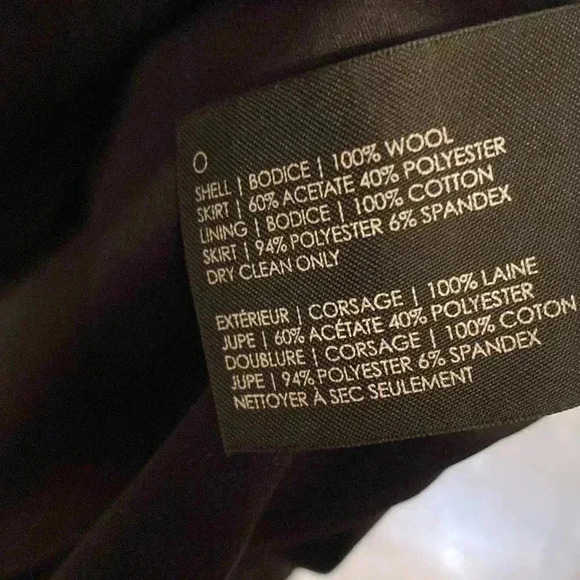 0
SHELL | BODICE | 100% WOOL
SKIRT | 60% ACETATE 40% POLYESTER
LINING | BODICE | 100% COTTON
SKIRT | 94% POLYESTER 6% SPANDEX
DRY CLEAN ONLY
EXTÉRIEUR | CORSAGE | 100% LAINE
JUPE | 60% ACÉTATE 40% POLYESTER
DOUBLURE | CORSAGE | 100% COTON
JUPE | 94% POLYESTER 6% SPANDEX
NETTOYER À SEC SEULEMENT